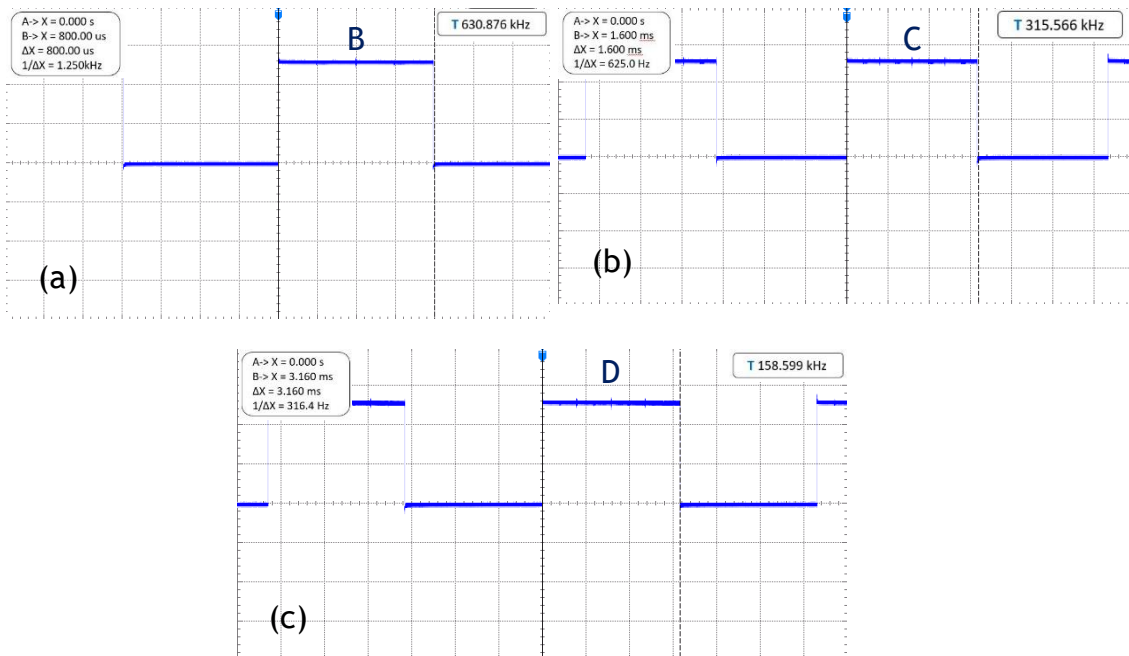 A-> X = 0.000 s
B-> X = 800.00 us
ΔX = 800.00 us
1/ΔX = 1.250kHz
B
T 630.876 kHz
(a)
A-> X = 0.000 s
B-> X = 1.600 ms
ΔX = 1.600 ms
1/ΔX = 625.0 Hz
C
T 315.566 kHz
(b)
A-> X = 0.000 s
B-> X = 3.160 ms
ΔX = 3.160 ms
1/ΔX = 316.4 Hz
D
T 158.599 kHz
(c)